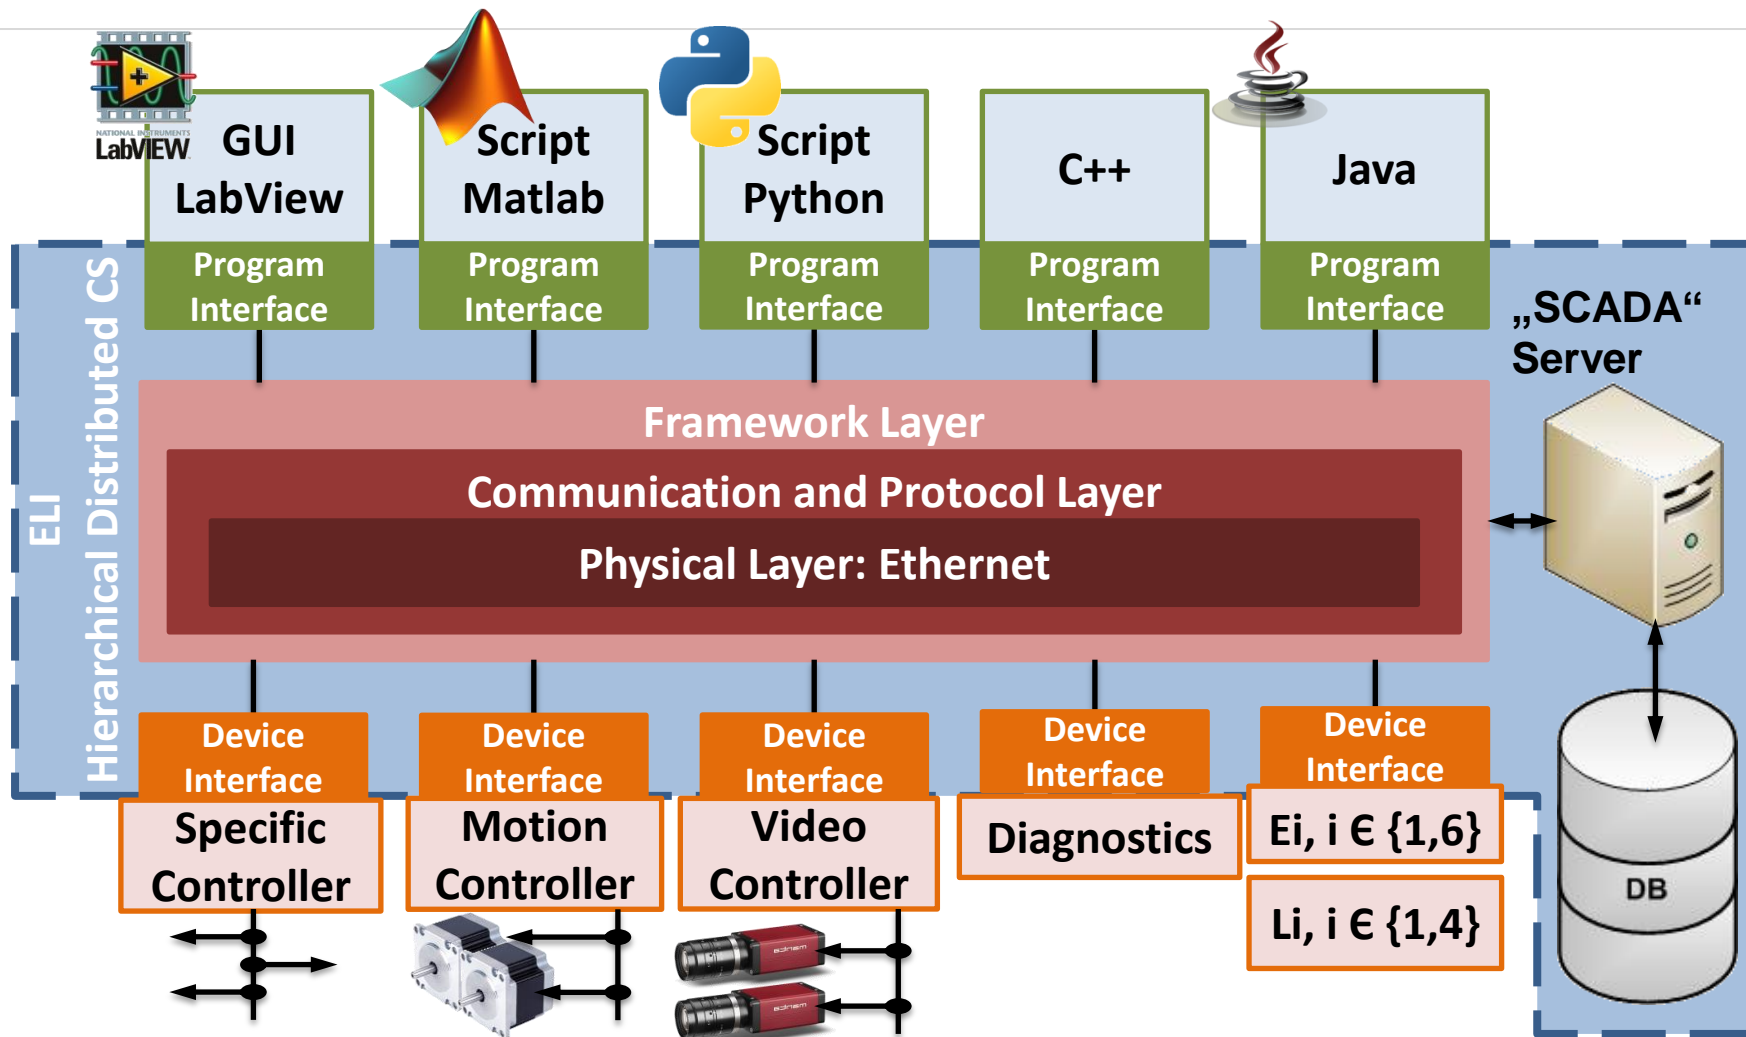 NATIONAL INSTRUMENTS
LabVIEW
GUI
LabView
Script
Matlab
Script
Python
C++
Java
Program
Interface
Program
Interface
Program
Interface
Program
Interface
Program
Interface
ELI
Hierarchical Distributed CS
„SCADA“
Server
Framework Layer
Communication and Protocol Layer
Physical Layer: Ethernet
Device
Interface
Device
Interface
Device
Interface
Device
Interface
Device
Interface
Specific
Controller
Motion
Controller
Video
Controller
Diagnostics
Ei, i Є {1,6}
Li, i Є {1,4}
DB